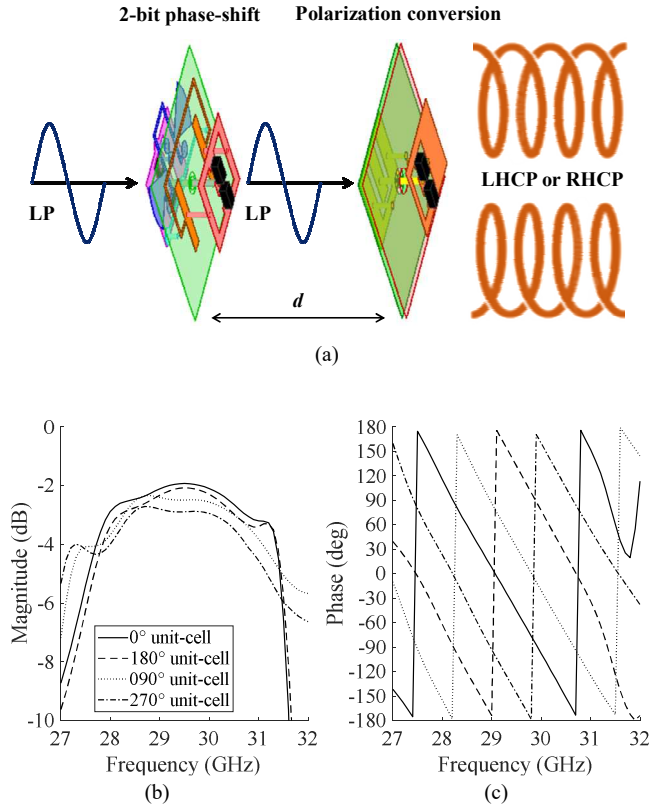 2-bit phase-shift Polarization conversion
LP LP LHCP or RHCP
d
(a)
Magnitude (dB)
0
-2
-4
-6
-8
-10
0° unit-cell
180° unit-cell
090° unit-cell
270° unit-cell
27 28 29 30 31 32
Frequency (GHz)
(b)
Phase (deg)
180
150
120
90
60
30
0
-30
-60
-90
-120
-150
-180
27 28 29 30 31 32
Frequency (GHz)
(c)